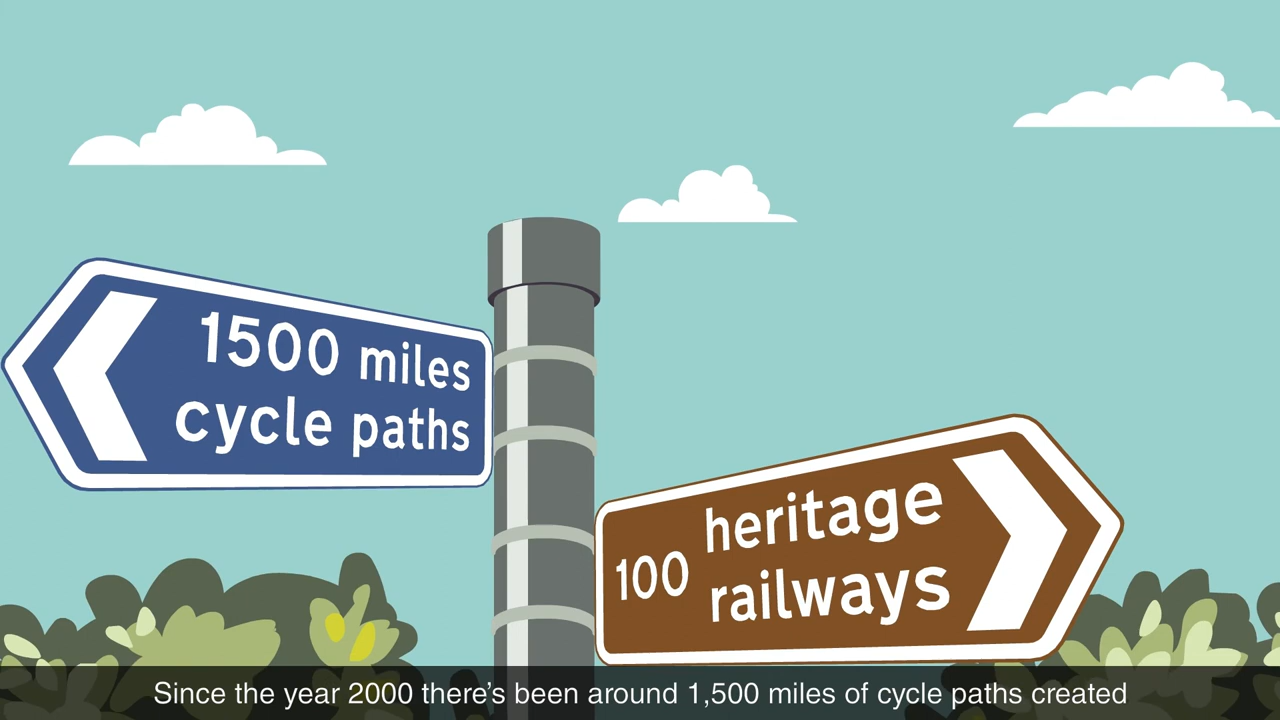 1500 miles
cycle paths
100 heritage
railways
Since the year 2000 there's been around 1,500 miles of cycle paths created